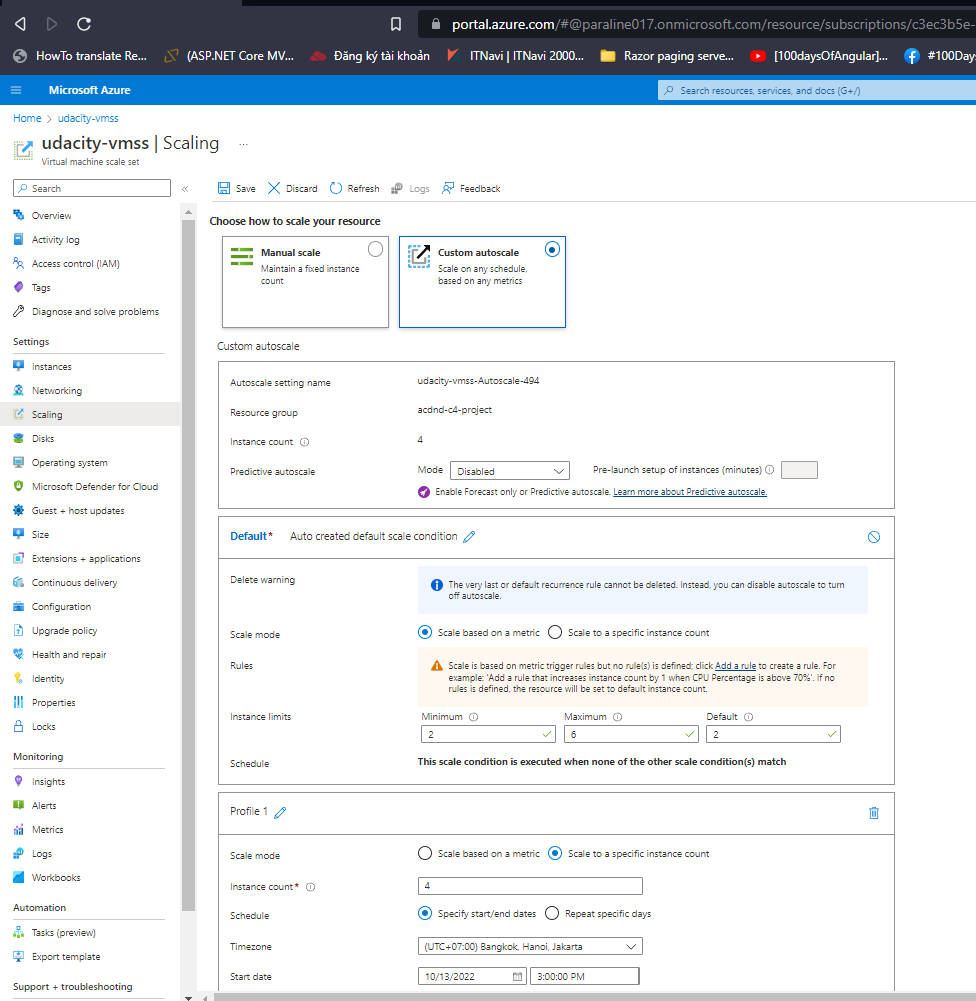 portal.azure.com/#@paraline017.onmicrosoft.com/resource/subscriptions/c3ec3b5e-
HowTo translate Re...
(ASP.NET Core MV...
Đăng ký tài khoản
ITNavi | ITNavi 2000...
Razor paging serve...
[100daysOfAngular]...
#100Day
Microsoft Azure
Search resources, services, and docs (G+/)
Home > udacity-vmss
udacity-vmss | Scaling ...
Virtual machine scale set
Search
«
Save
Discard
Refresh
Logs
Feedback
Overview
Activity log
Access control (IAM)
Tags
Diagnose and solve problems
Settings
Instances
Networking
Scaling
Disks
Operating system
Microsoft Defender for Cloud
Guest + host updates
Size
Extensions + applications
Continuous delivery
Configuration
Upgrade policy
Health and repair
Identity
Properties
Locks
Monitoring
Insights
Alerts
Metrics
Logs
Workbooks
Automation
Tasks (preview)
Export template
Support + troubleshooting
Choose how to scale your resource
Manual scale
Maintain a fixed instance
count
Custom autoscale
Scale on any schedule,
based on any metrics
Custom autoscale
Autoscale setting name
udacity-vmss-Autoscale-494
Resource group
acdnd-c4-project
Instance count
4
Predictive autoscale
Mode
Disabled
Pre-launch setup of instances (minutes)
Enable Forecast only or Predictive autoscale. Learn more about Predictive autoscale.
Default* Auto created default scale condition
Delete warning
The very last or default recurrence rule cannot be deleted. Instead, you can disable autoscale to turn
off autoscale.
Scale mode
Scale based on a metric
Scale to a specific instance count
Rules
Scale is based on metric trigger rules but no rule(s) is defined; click Add a rule to create a rule. For
example: 'Add a rule that increases instance count by 1 when CPU Percentage is above 70%'. If no
rules is defined, the resource will be set to default instance count.
Instance limits
Minimum
2
Maximum
6
Default
2
Schedule
This scale condition is executed when none of the other scale condition(s) match
Profile 1
Scale mode
Scale based on a metric
Scale to a specific instance count
Instance count*
4
Schedule
Specify start/end dates
Repeat specific days
Timezone
(UTC+07:00) Bangkok, Hanoi, Jakarta
Start date
10/13/2022
3:00:00 PM